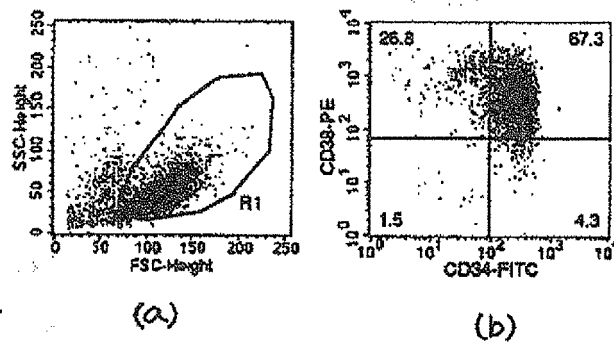 250
200
150
100
50
0
SSC-Height
R1
0 50 100 150 200 250
FSC-Height
(a)
10^4
10^3
10^2
10^1
10^0
CD38-PE
26.8 67.3
1.5 4.3
10^0 10^1 10^2 10^3 10^4
CD34-FITC
(b)